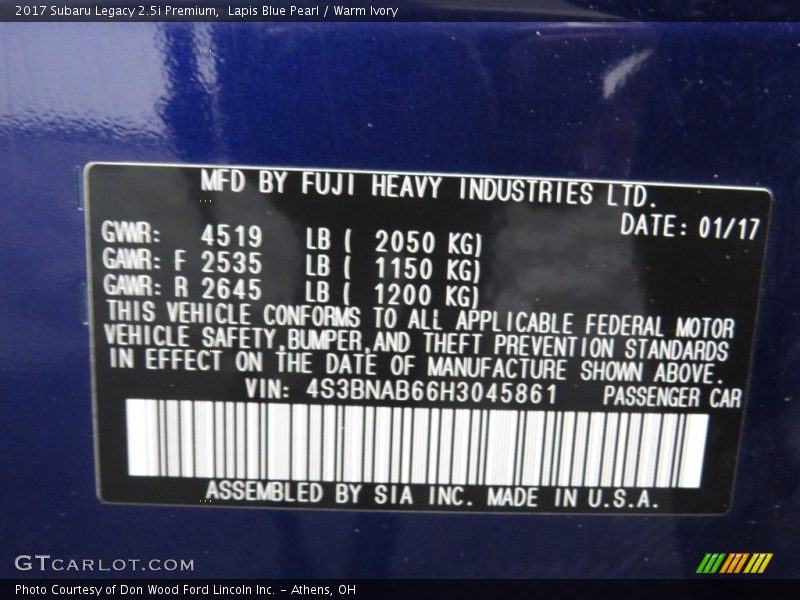 2017 Subaru Legacy 2.5i Premium,  Lapis Blue Pearl / Warm Ivory
MFD BY FUJI HEAVY INDUSTRIES LTD.
DATE: 01/17
GVWR: 4519 LB ( 2050 KG)
GAWR: F 2535 LB ( 1150 KG)
GAWR: R 2645 LB ( 1200 KG)
THIS VEHICLE CONFORMS TO ALL APPLICABLE FEDERAL MOTOR
VEHICLE SAFETY,BUMPER,AND THEFT PREVENTION STANDARDS
IN EFFECT ON THE DATE OF MANUFACTURE SHOWN ABOVE.
VIN: 4S3BNAB66H3045861 PASSENGER CAR
ASSEMBLED BY SIA INC. MADE IN U.S.A.
GTCARLOT.COM
Photo Courtesy of Don Wood Ford Lincoln Inc. - Athens, OH